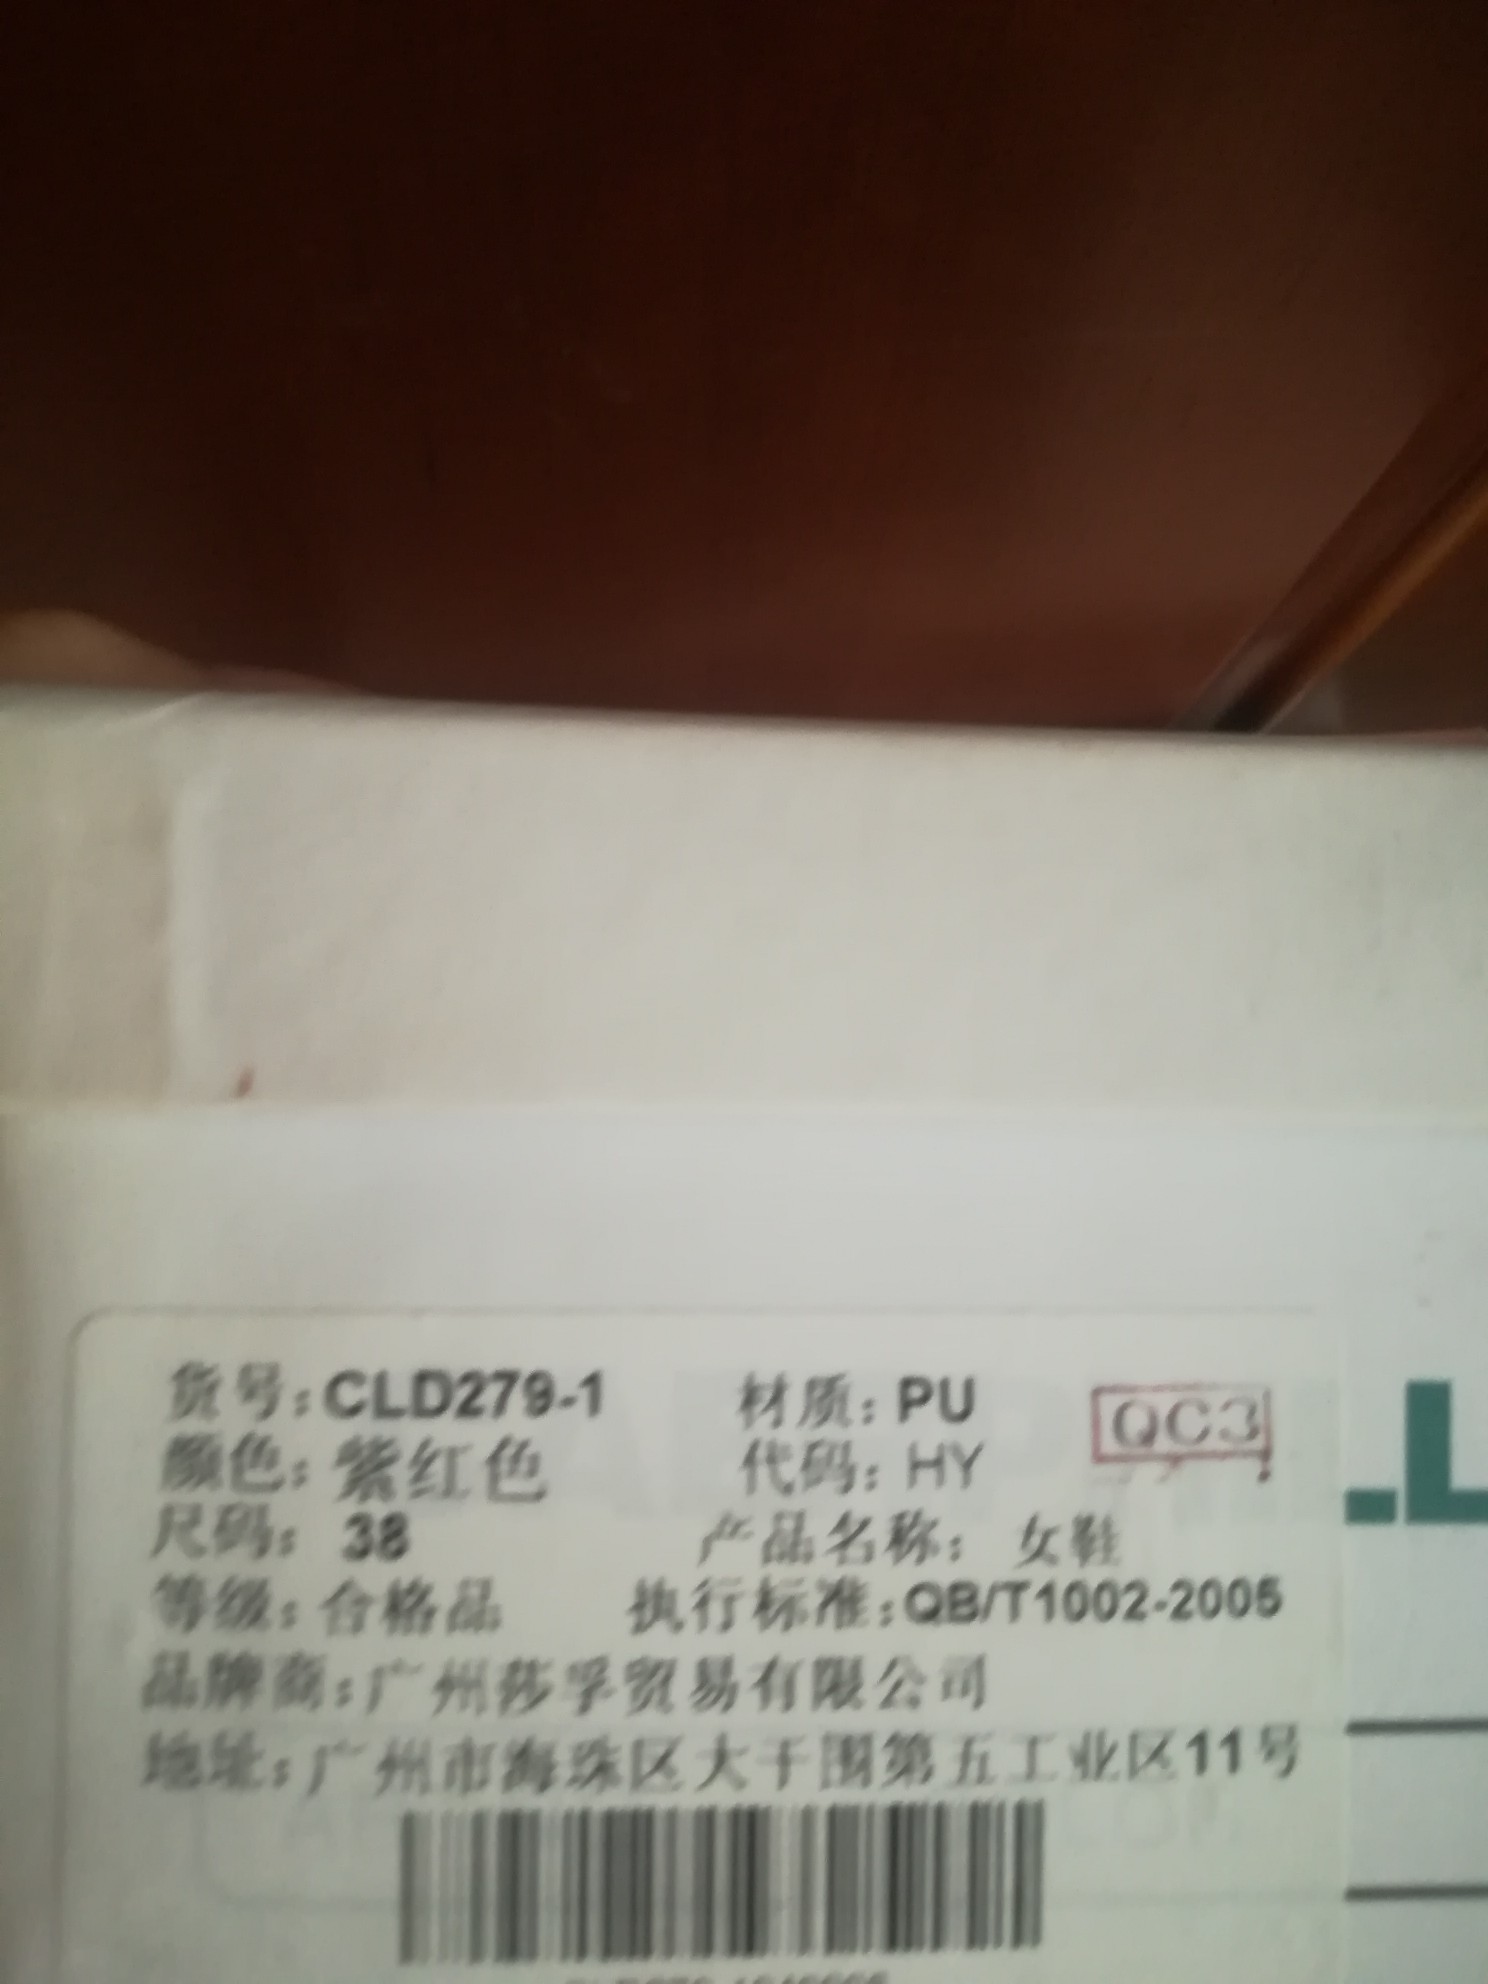 货号:CLD279-1 材质: PU QC3
颜色: 紫红色 代码: HY
尺码: 38 产品名称: 女鞋
等级: 合格品 执行标准:QB/T1002-2005
品牌商:广州莎孚贸易有限公司
地址:广州市海珠区大干围第五工业区11号